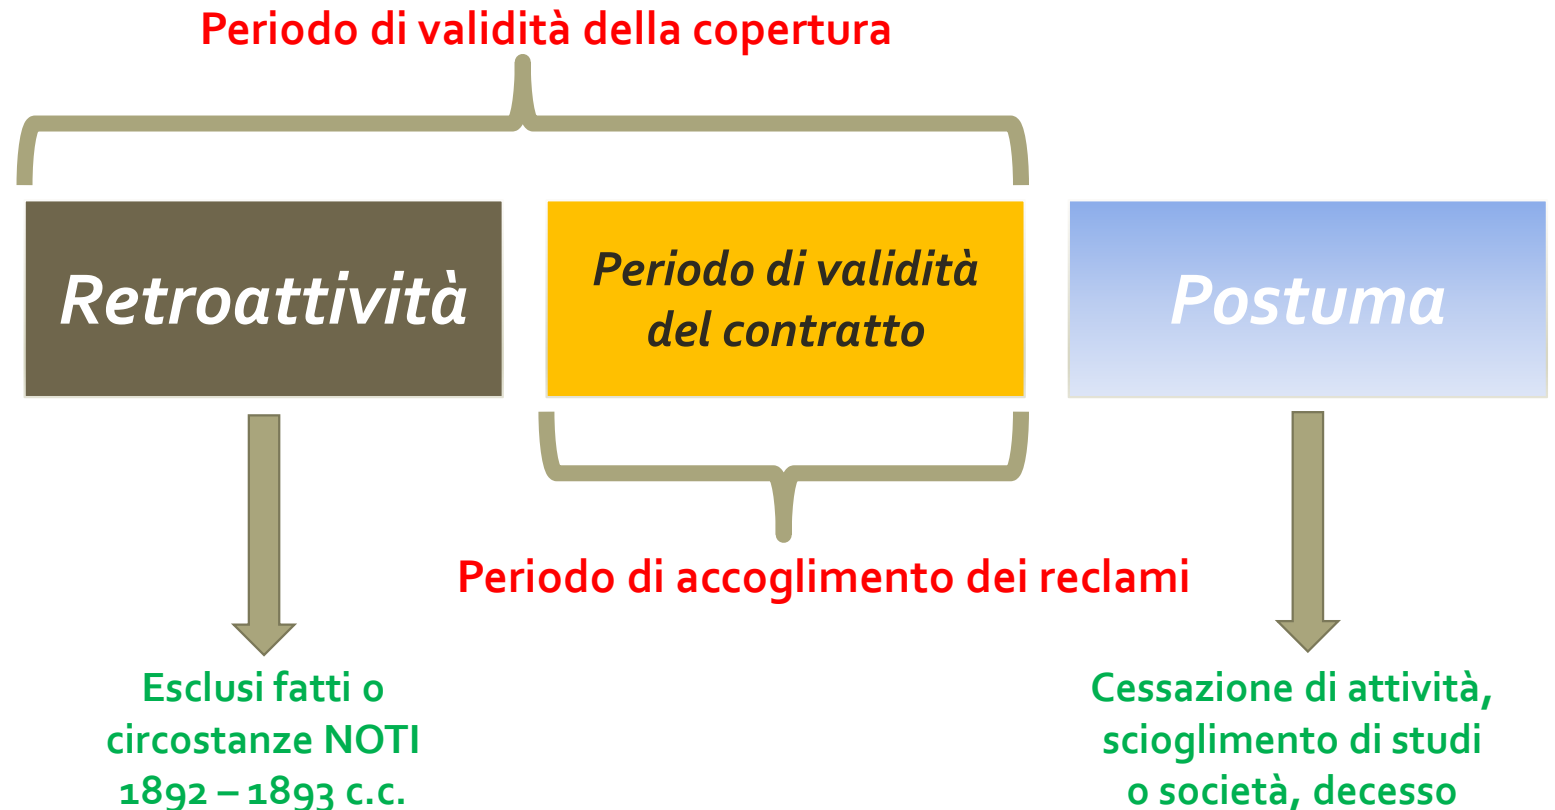 Periodo di validità della copertura
Retroattività
Periodo di validità
del contratto
Postuma
Periodo di accoglimento dei reclami
Esclusi fatti o
circostanze NOTI
1892 – 1893 c.c.
Cessazione di attività,
scioglimento di studi
o società, decesso